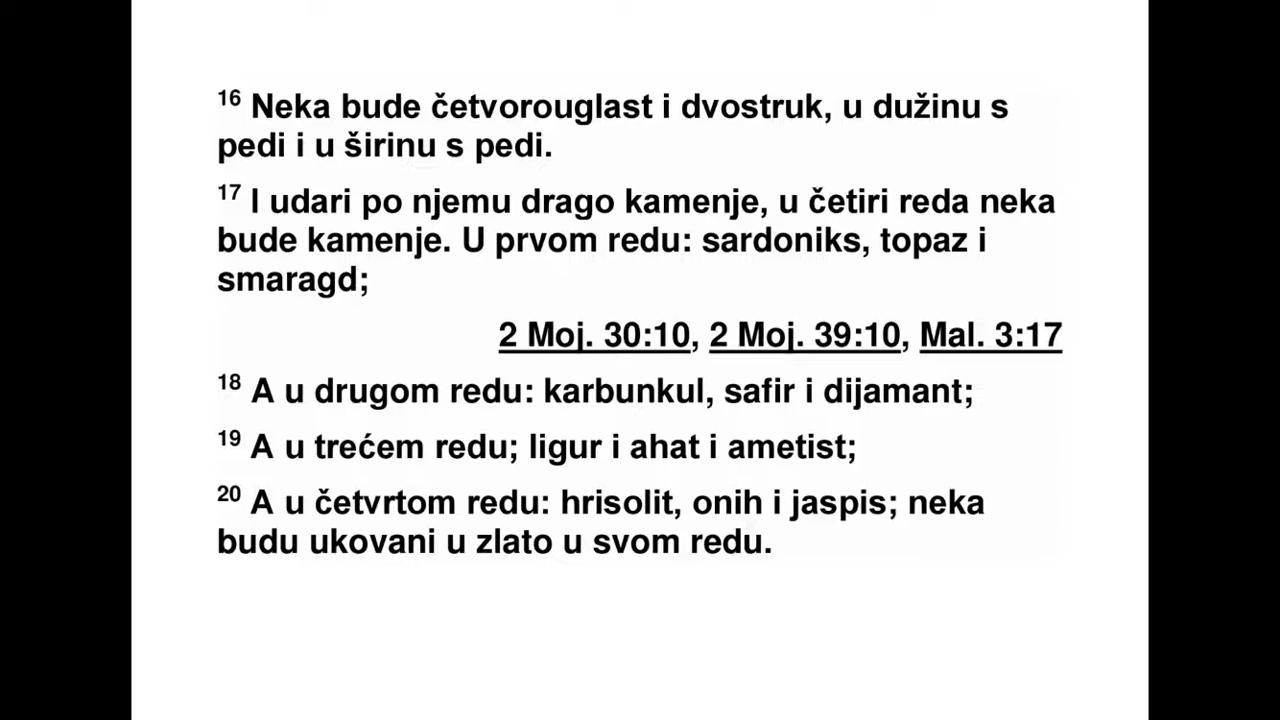 16 Neka bude četvorouglast i dvostruk, u dužinu s
pedi i u širinu s pedi.
17 I udari po njemu drago kamenje, u četiri reda neka
bude kamenje. U prvom redu: sardoniks, topaz i
smaragd;
2 Moj. 30:10, 2 Moj. 39:10, Mal. 3:17
18 A u drugom redu: karbunkul, safir i dijamant;
19 A u trećem redu; ligur i ahat i ametist;
20 A u četvrtom redu: hrisolit, onih i jaspis; neka
budu ukovani u zlato u svom redu.